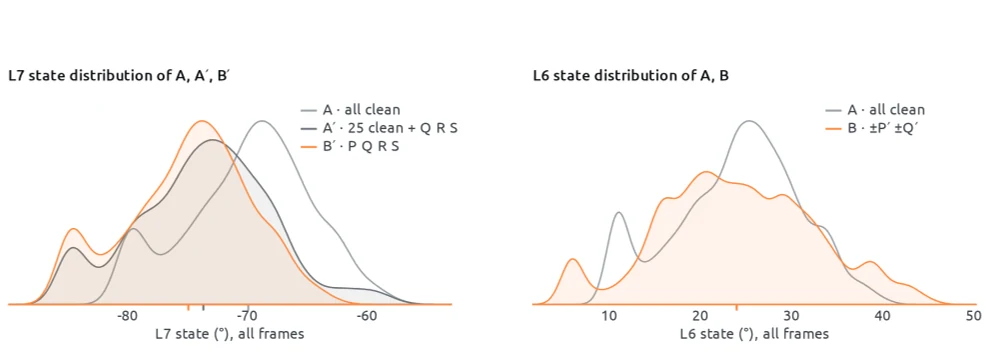 L7 state distribution of A, A′, B′
A · all clean
A′ · 25 clean + Q R S
B′ · P Q R S
-80 -70 -60
L7 state (°), all frames
L6 state distribution of A, B
A · all clean
B · ±P′ ±Q′
10 20 30 40 50
L6 state (°), all frames